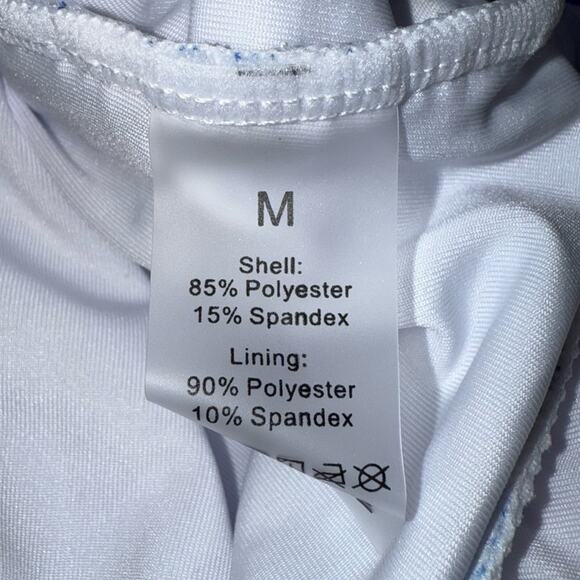 M
Shell:
85% Polyester
15% Spandex
Lining:
90% Polyester
10% Spandex